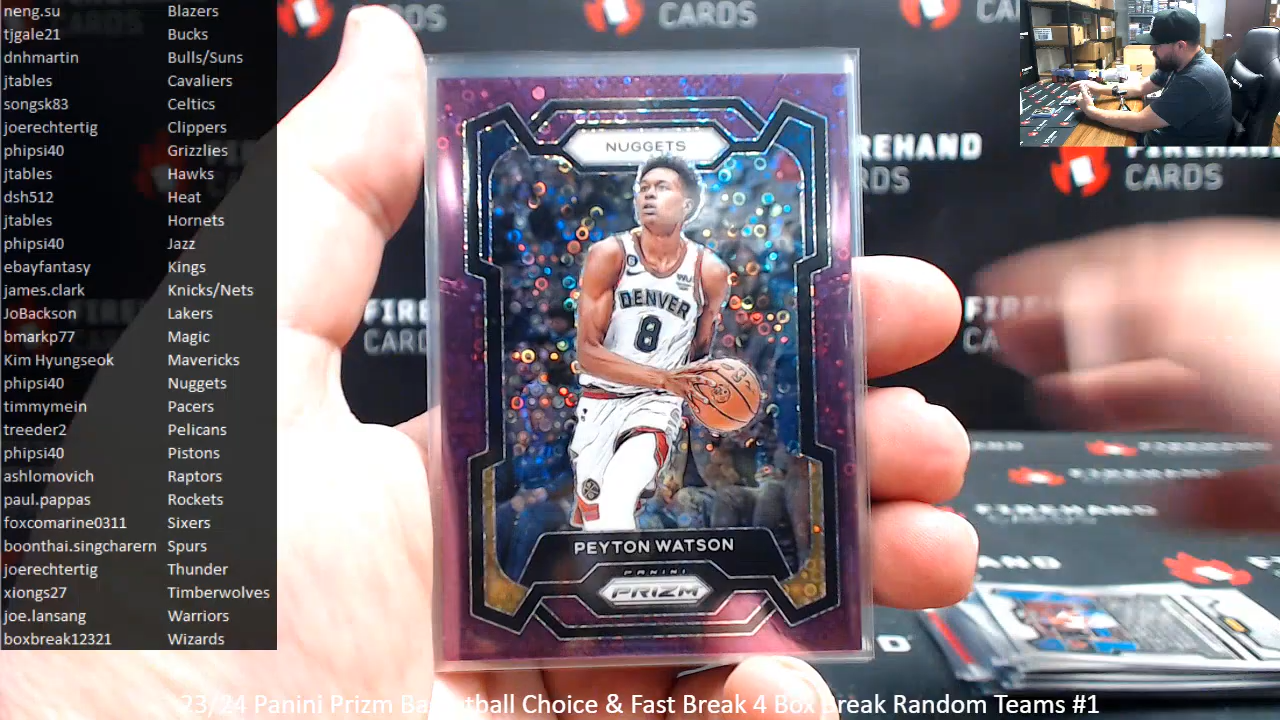 neng.su Blazers
tjgale21 Bucks
dnhmartin Bulls/Suns
jtables Cavaliers
songsk83 Celtics
joerechtertig Clippers
phipsi40 Grizzlies
jtables Hawks
dsh512 Heat
jtables Hornets
phipsi40 Jazz
ebayfantasy Kings
james.clark Knicks/Nets
JoBackson Lakers
bmarkp77 Magic
Kim Hyungseok Mavericks
phipsi40 Nuggets
timmymein Pacers
treeder2 Pelicans
phipsi40 Pistons
ashlomovich Raptors
paul.pappas Rockets
foxcomarine0311 Sixers
boonthai.singcharern Spurs
joerechtertig Thunder
xiongs27 Timberwolves
joe.lansang Warriors
boxbreak12321 Wizards
CARDS
FIREHAND
CARDS
NUGGETS
DENVER
8
PEYTON WATSON
PANINI
PRIZM
23/24 Panini Prizm Basketball Choice & Fast Break 4 Box Break Random Teams #1